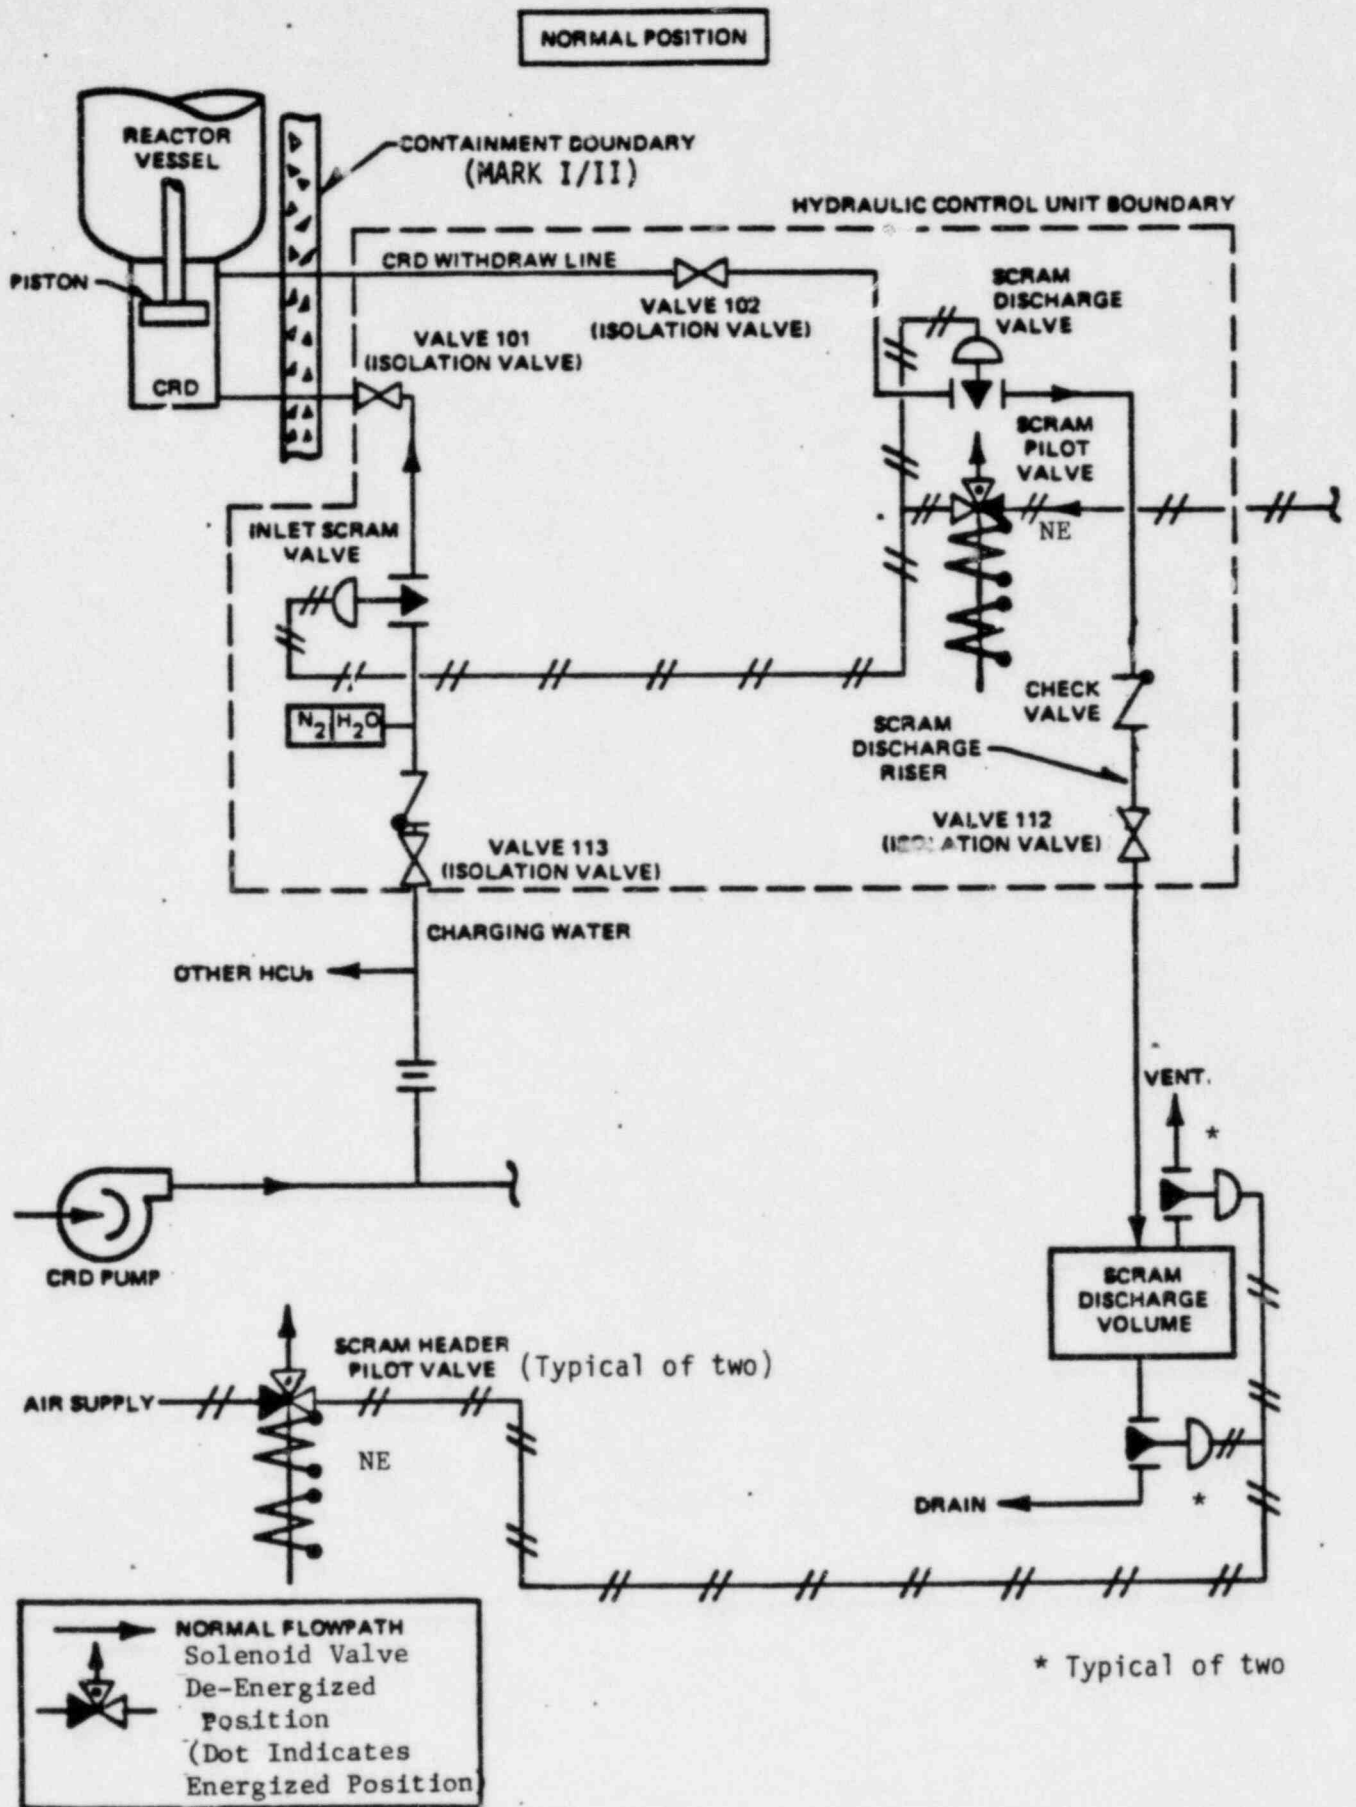 NORMAL POSITION
REACTOR
VESSEL
CONTAINMENT BOUNDARY
(MARK I/II)
HYDRAULIC CONTROL UNIT BOUNDARY
CRD WITHDRAW LINE
PISTON
VALVE 102
(ISOLATION VALVE)
SCRAM
DISCHARGE
VALVE
VALVE 101
(ISOLATION VALVE)
CRD
SCRAM
PILOT
VALVE
NE
INLET SCRAM
VALVE
N2 H2O
CHECK
VALVE
SCRAM
DISCHARGE
RISER
VALVE 113
(ISOLATION VALVE)
VALVE 112
(ISOLATION VALVE)
CHARGING WATER
OTHER HCUs
VENT.
*
CRD PUMP
SCRAM
DISCHARGE
VOLUME
SCRAM HEADER
PILOT VALVE (Typical of two)
AIR SUPPLY
NE
DRAIN
*
NORMAL FLOWPATH
Solenoid Valve
De-Energized
Position
(Dot Indicates
Energized Position)
* Typical of two